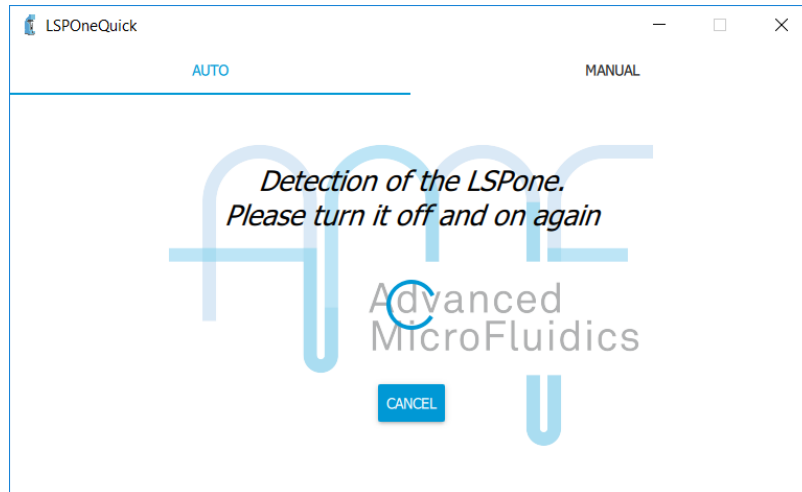 LSPOneQuick
AUTO MANUAL
Detection of the LSPone.
Please turn it off and on again
Advanced
MicroFluidics
CANCEL